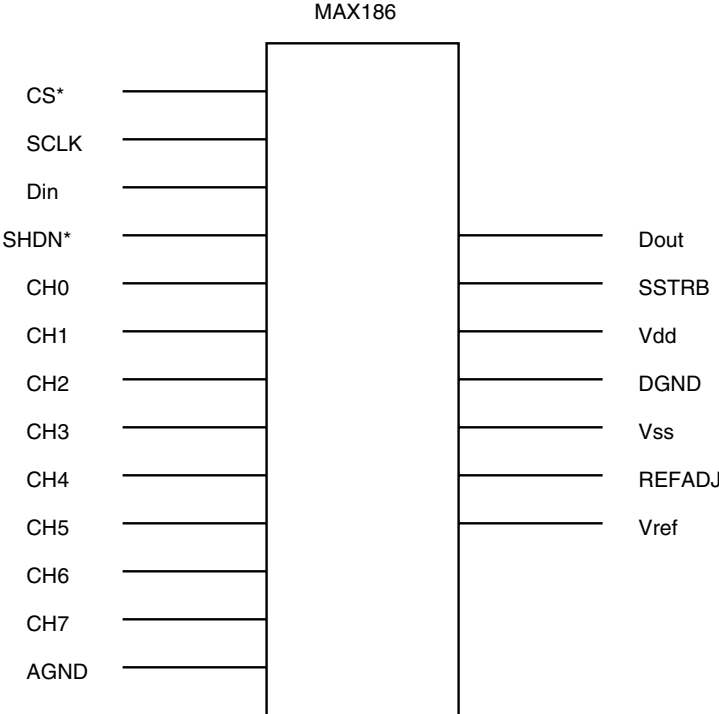 MAX186
CS*
SCLK
Din
SHDN*
CH0
CH1
CH2
CH3
CH4
CH5
CH6
CH7
AGND
Dout
SSTRB
Vdd
DGND
Vss
REFADJ
Vref